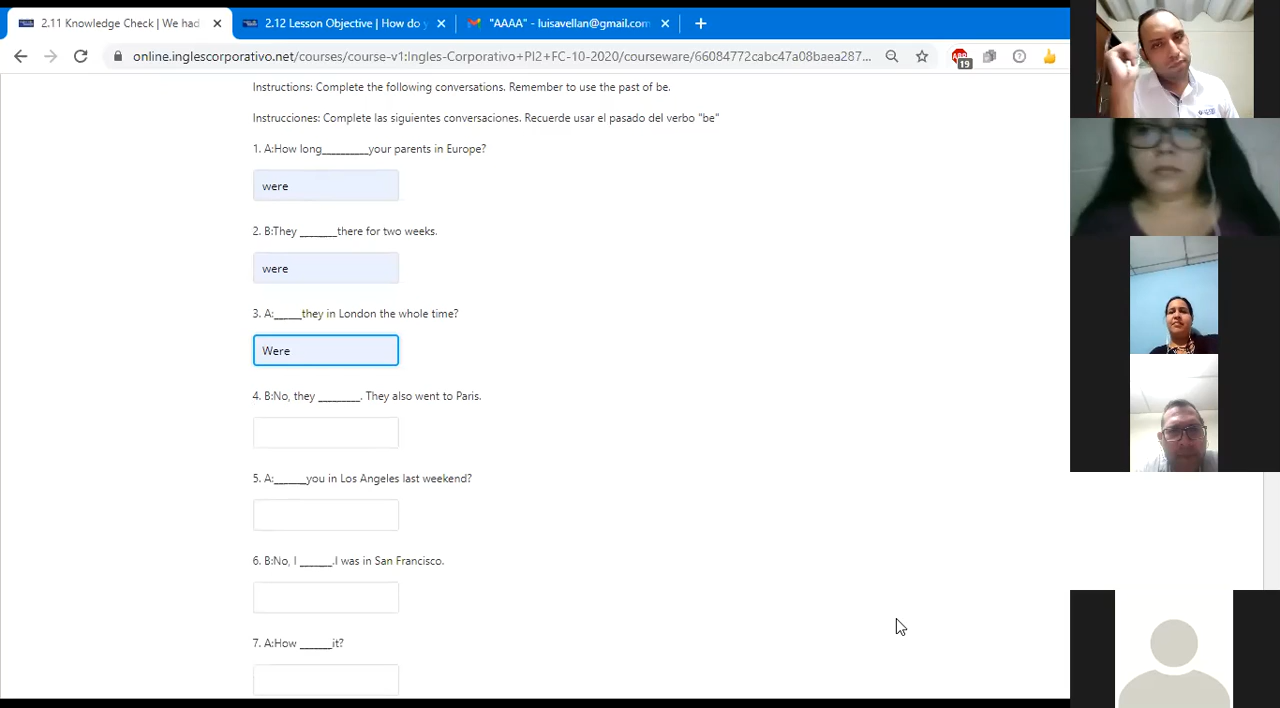 2.11 Knowledge Check | We had
2.12 Lesson Objective | How do y
"AAAA" - luisavellan@gmail.com
online.inglescorporativo.net/courses/course-v1:Ingles-Corporativo+PI2+FC-10-2020/courseware/66084772cabc47a08baea287...
19
Instructions: Complete the following conversations. Remember to use the past of be.
Instrucciones: Complete las siguientes conversaciones. Recuerde usar el pasado del verbo "be"
1. A:How long_________your parents in Europe?
were
2. B:They _______there for two weeks.
were
3. A:_____they in London the whole time?
Were
4. B:No, they ________. They also went to Paris.
5. A:______you in Los Angeles last weekend?
6. B:No, I ______.I was in San Francisco.
7. A:How ______it?